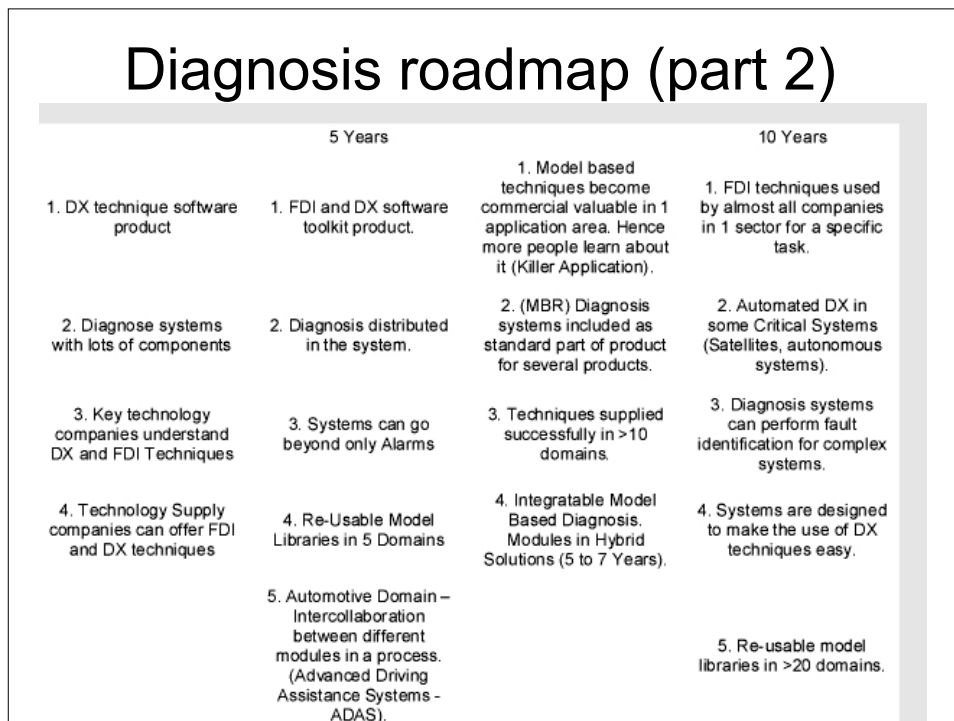 Diagnosis roadmap (part 2)
5 Years
10 Years
1. DX technique software
product
1. FDI and DX software
toolkit product.
1. Model based
techniques become
commercial valuable in 1
application area. Hence
more people learn about
it (Killer Application).
1. FDI techniques used
by almost all companies
in 1 sector for a specific
task.
2. Diagnose systems
with lots of components
2. Diagnosis distributed
in the system.
2. (MBR) Diagnosis
systems included as
standard part of product
for several products.
2. Automated DX in
some Critical Systems
(Satellites, autonomous
systems).
3. Key technology
companies understand
DX and FDI Techniques
3. Systems can go
beyond only Alarms
3. Techniques supplied
successfully in >10
domains.
3. Diagnosis systems
can perform fault
identification for complex
systems.
4. Technology Supply
companies can offer FDI
and DX techniques
4. Re-Usable Model
Libraries in 5 Domains
4. Integratable Model
Based Diagnosis.
Modules in Hybrid
Solutions (5 to 7 Years).
4. Systems are designed
to make the use of DX
techniques easy.
5. Automotive Domain –
Intercollaboration
between different
modules in a process.
(Advanced Driving
Assistance Systems -
ADAS).
5. Re-usable model
libraries in >20 domains.